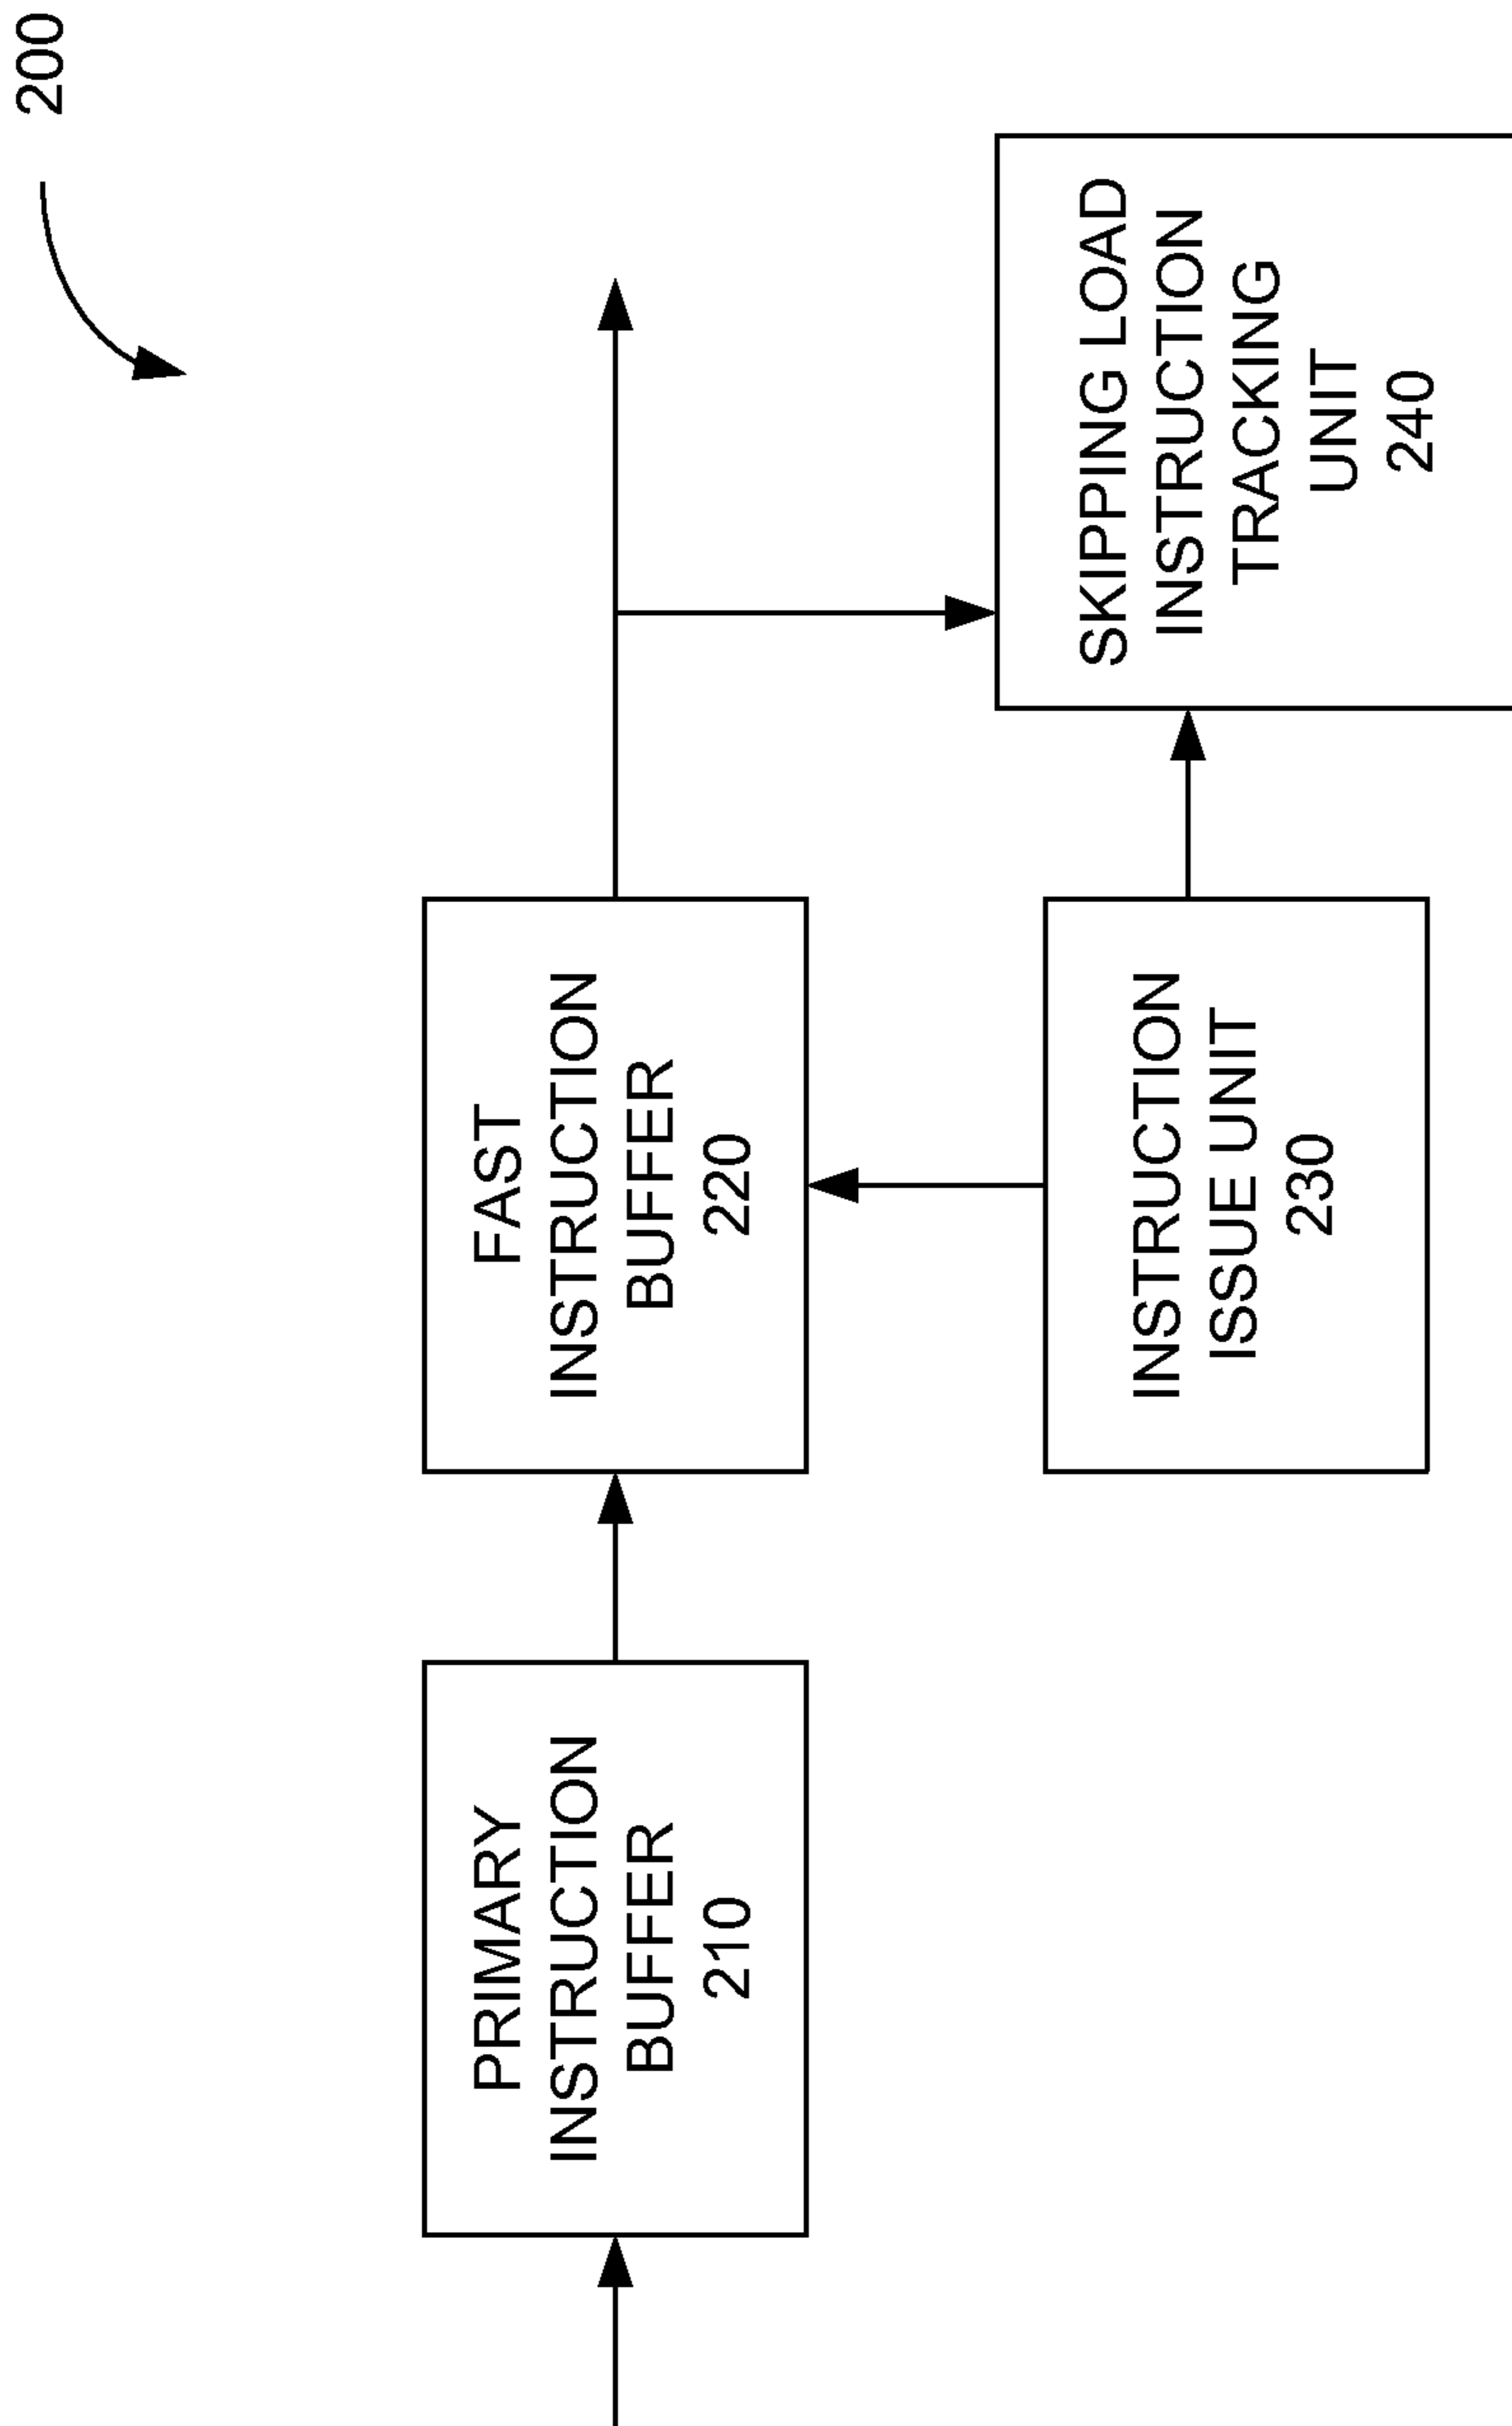 200
PRIMARY
INSTRUCTION
BUFFER
210
FAST
INSTRUCTION
BUFFER
220
INSTRUCTION
ISSUE UNIT
230
SKIPPING LOAD
INSTRUCTION
TRACKING
UNIT
240